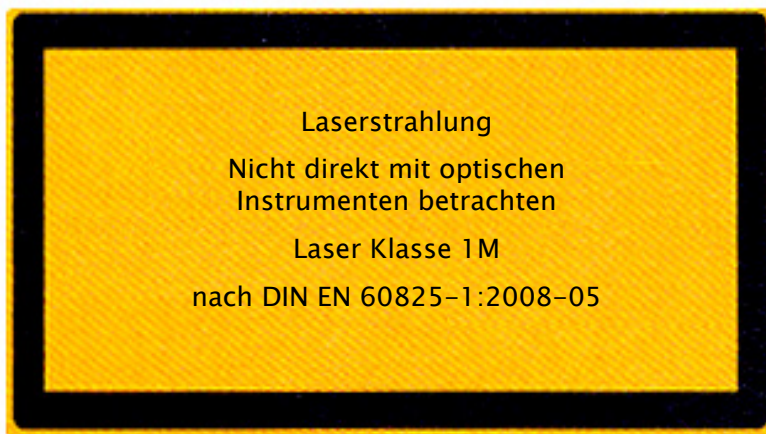 Laserstrahlung
Nicht direkt mit optischen
Instrumenten betrachten
Laser Klasse 1M
nach DIN EN 60825-1:2008-05